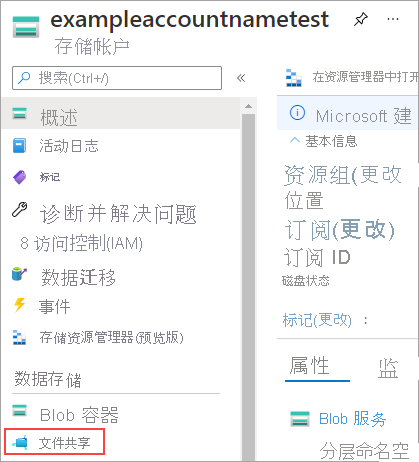 exampleaccountnametest
存储帐户
搜索(Ctrl+/)
概述
活动日志
标记
诊断并解决问题
8 访问控制(IAM)
数据迁移
事件
存储资源管理器(预览版)
数据存储
Blob 容器
文件共享
在资源管理器中打开
Microsoft 建
基本信息
资源组(更改
位置
订阅(更改)
订阅 ID
磁盘状态
标记(更改) :
属性 监
Blob 服务
分层命名空